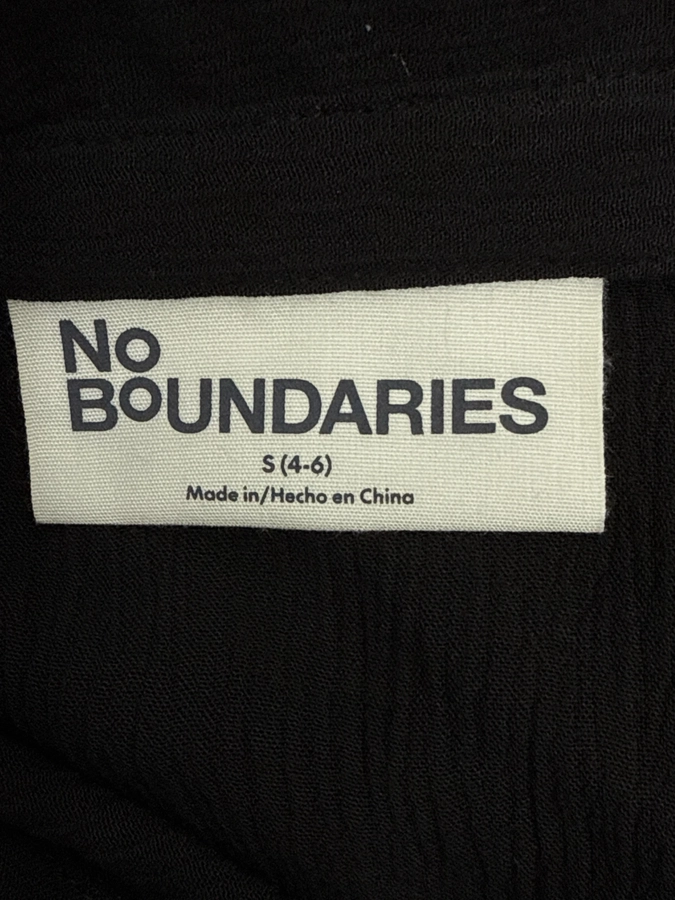 No
BoUNDARIES
S (4-6)
Made in/Hecho en China